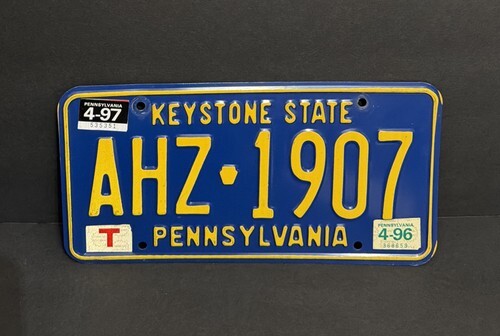 PENNSYLVANIA
4-97
KEYSTONE STATE
AHZ 1907
T
PENNSYLVANIA
PENNSYLVANIA
4-96